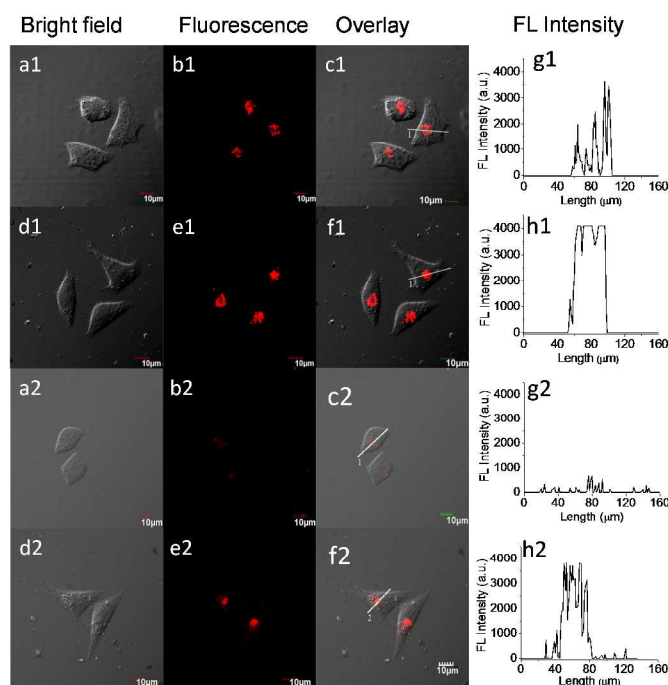 Bright field Fluorescence Overlay FL Intensity
a1 b1 c1 g1
FL Intensity (a.u.)
4000
3000
2000
1000
0
0 40 80 120 160
Length (μm)
1
10μm 10μm 10μm
d1 e1 f1 h1
FL Intensity (a.u.)
4000
3000
2000
1000
0
0 40 80 120 160
Length (μm)
1
10μm 10μm 10μm
a2 b2 c2 g2
FL Intensity (a.u.)
4000
3000
2000
1000
0
0 40 80 120 160
Length (μm)
1
10μm 10μm 10μm
d2 e2 f2 h2
FL Intensity (a.u.)
4000
3000
2000
1000
0
0 40 80 120 160
Length (μm)
2
10μm 10μm 10μm